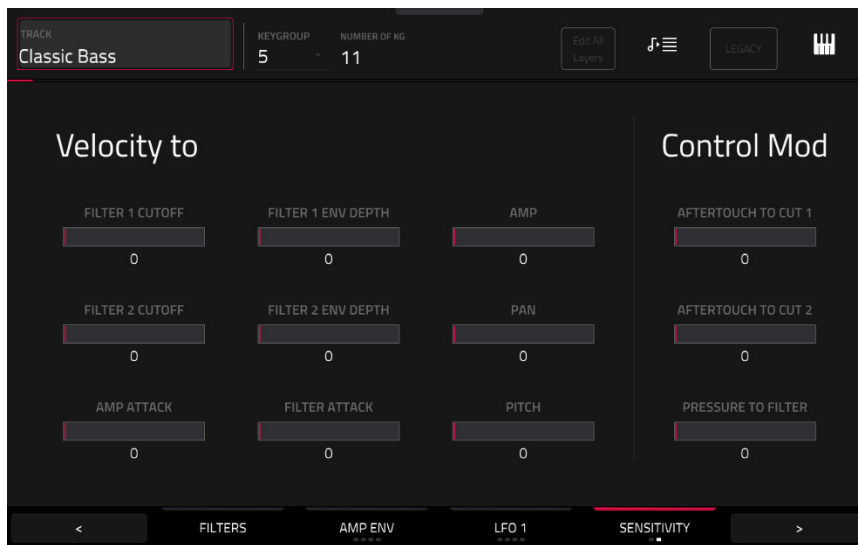 TRACK
Classic Bass
KEYGROUP
5
NUMBER OF KG
11
Edit All
Layers
LEGACY
Velocity to
Control Mod
FILTER 1 CUTOFF
FILTER 1 ENV DEPTH
AMP
AFTERTOUCH TO CUT 1
0
0
0
0
FILTER 2 CUTOFF
FILTER 2 ENV DEPTH
PAN
AFTERTOUCH TO CUT 2
0
0
0
0
AMP ATTACK
FILTER ATTACK
PITCH
PRESSURE TO FILTER
0
0
0
0
<
FILTERS
AMP ENV
LFO 1
SENSITIVITY
>